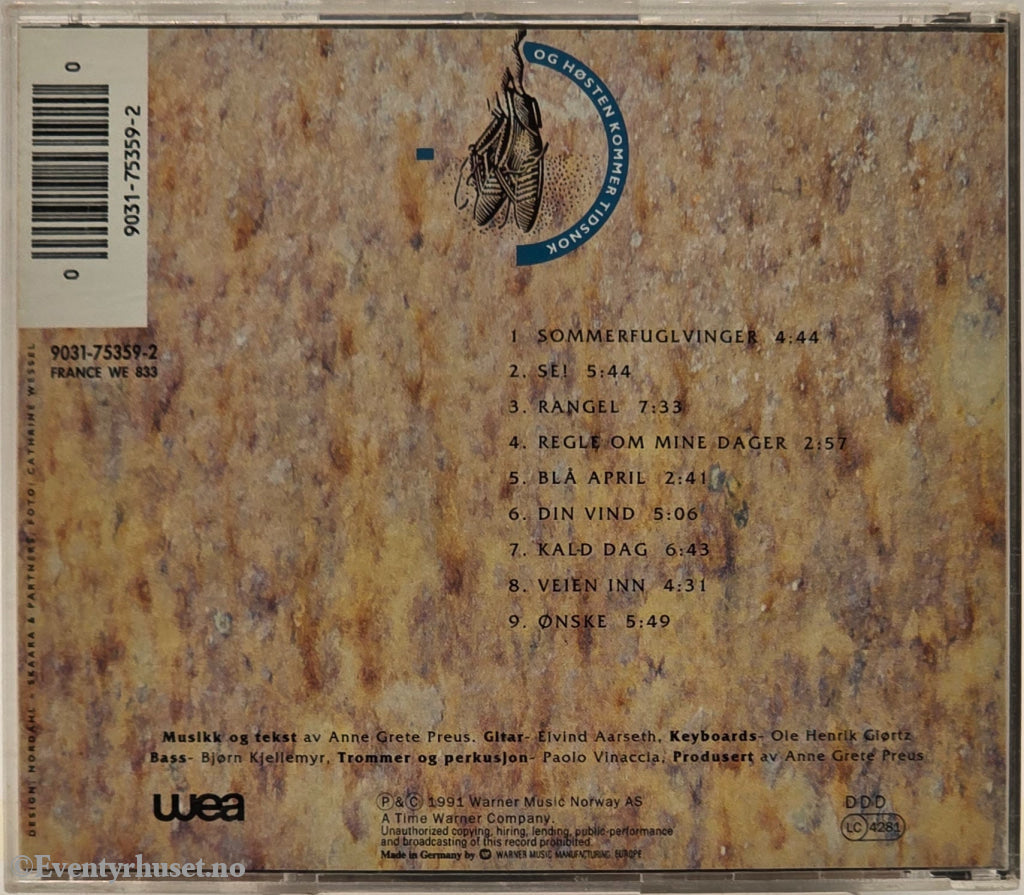 OG HØSTEN KOMMER TIDSNOK
0
9031-75359-2
0
9031-75359-2
FRANCE WE 833
1 SOMMERFUGLVINGER 4:44
2. SE! 5:44
3. RANGEL 7:33
4. REGLE OM MINE DAGER 2:57
5. BLÅ APRIL 2:41
6. DIN VIND 5:06
7. KALD DAG 6:43
8. VEIEN INN 4:31
9. ØNSKE 5:49
DESIGN: NORDAHL + SKAARA & PARTNERS, FOTO: CATHRINE WESSEL
Musikk og tekst av Anne Grete Preus. Gitar- Eivind Aarseth, Keyboards- Ole Henrik Giørtz
Bass- Bjørn Kjellemyr, Trommer og perkusjon- Paolo Vinaccia, Produsert av Anne Grete Preus
wea
Ⓟ & © 1991 Warner Music Norway AS
A Time Warner Company.
Unauthorized copying, hiring, lending, public-performance
and broadcasting of this record prohibited.
Made in Germany by WARNER MUSIC MANUFACTURING EUROPE
DDD
LC 4281
©Eventyrhuset.no